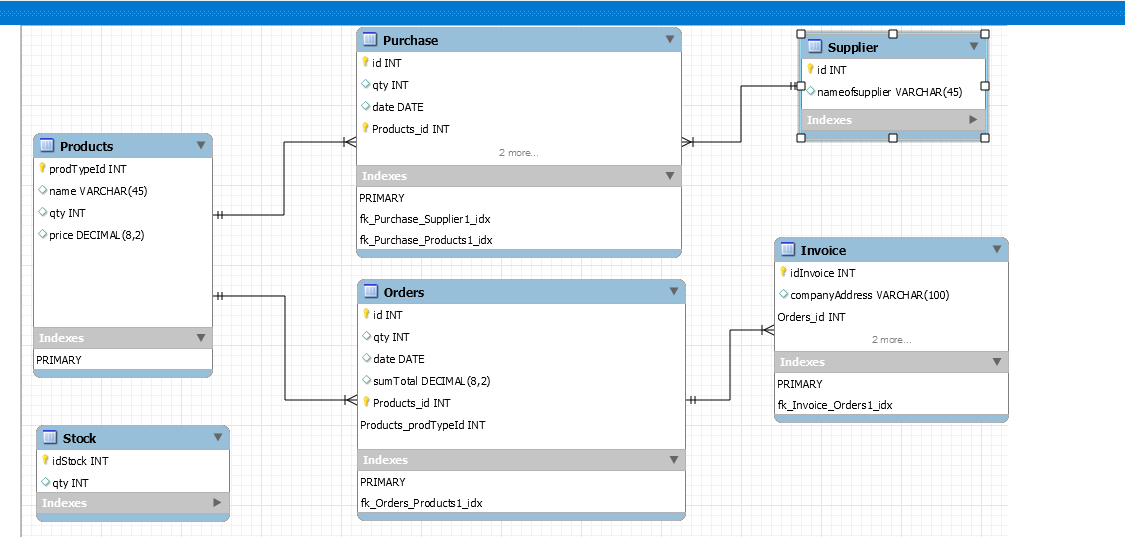 Purchase
id INT
qty INT
date DATE
Products_id INT
2 more...
Indexes
PRIMARY
fk_Purchase_Supplier1_idx
fk_Purchase_Products1_idx
Supplier
id INT
nameofsupplier VARCHAR(45)
Indexes
Products
prodTypeId INT
name VARCHAR(45)
qty INT
price DECIMAL(8,2)
Indexes
PRIMARY
Orders
id INT
qty INT
date DATE
sumTotal DECIMAL(8,2)
Products_id INT
Products_prodTypeId INT
Indexes
PRIMARY
fk_Orders_Products1_idx
Invoice
idInvoice INT
companyAddress VARCHAR(100)
Orders_id INT
2 more...
Indexes
PRIMARY
fk_Invoice_Orders1_idx
Stock
idStock INT
qty INT
Indexes